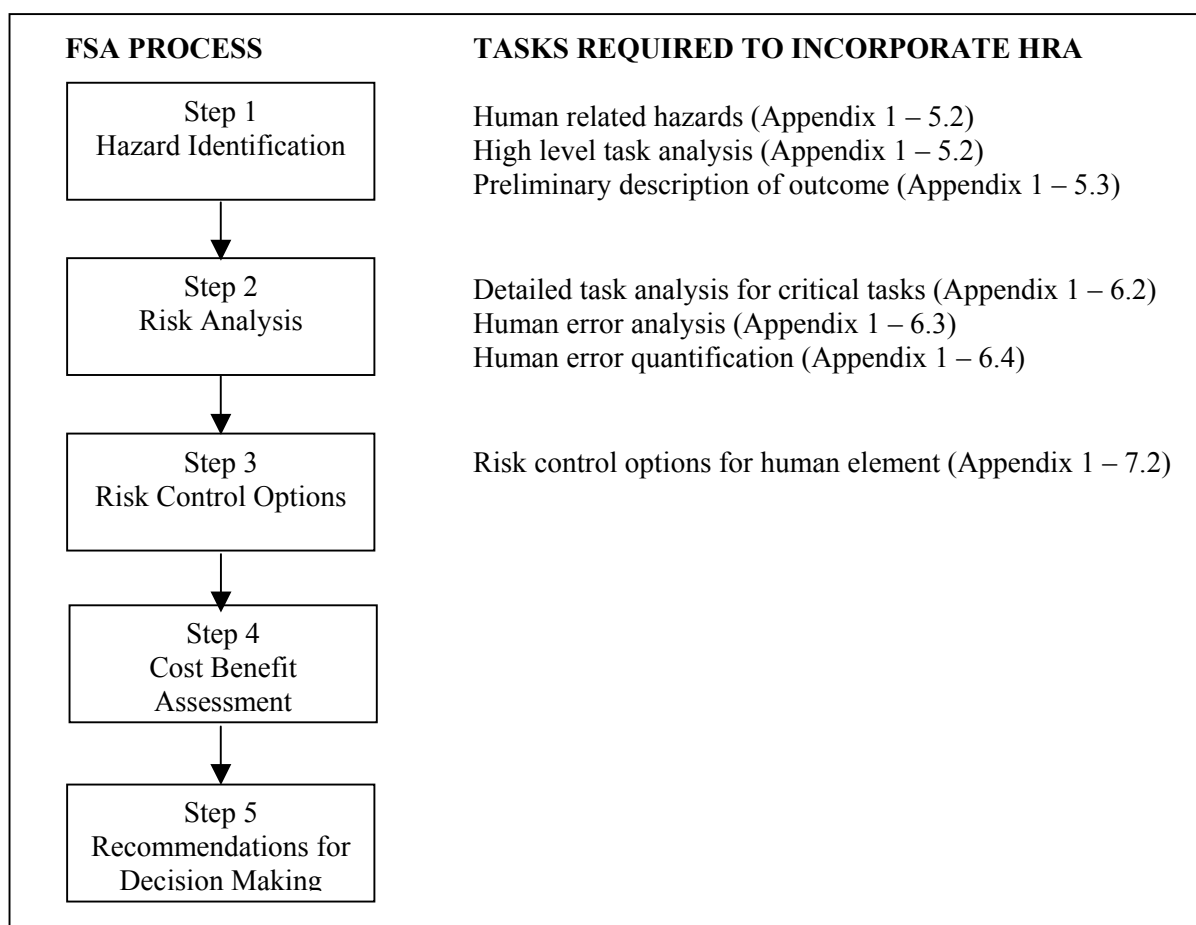 FSA PROCESS
TASKS REQUIRED TO INCORPORATE HRA
Step 1
Hazard Identification
Human related hazards (Appendix 1 – 5.2)
High level task analysis (Appendix 1 – 5.2)
Preliminary description of outcome (Appendix 1 – 5.3)
Step 2
Risk Analysis
Detailed task analysis for critical tasks (Appendix 1 – 6.2)
Human error analysis (Appendix 1 – 6.3)
Human error quantification (Appendix 1 – 6.4)
Step 3
Risk Control Options
Risk control options for human element (Appendix 1 – 7.2)
Step 4
Cost Benefit
Assessment
Step 5
Recommendations for
Decision Making